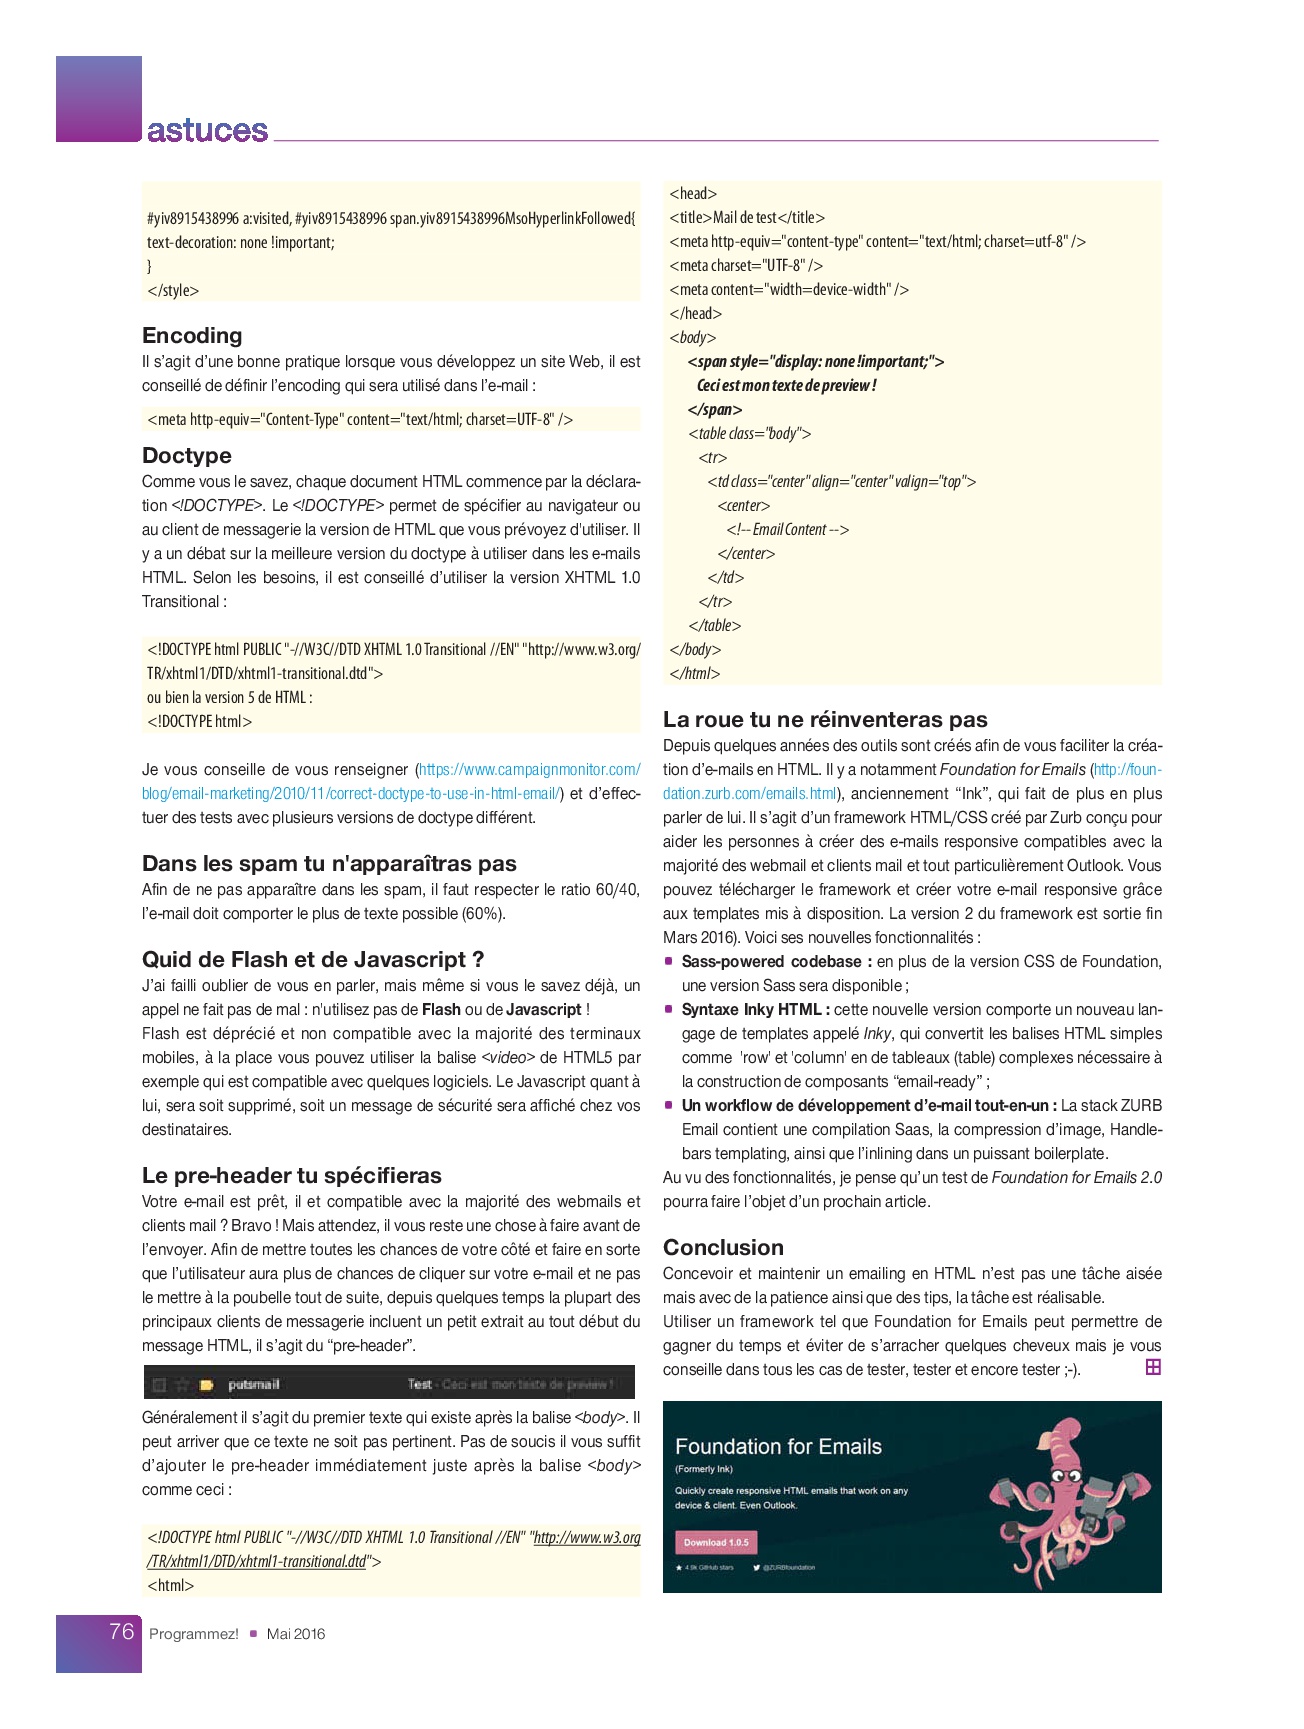 astuces
#yiv8915438996 a:visited, #yiv8915438996 span.yiv8915438996MsoHyperlinkFollowed{
text-decoration: none !important;
}
</style>
Encoding
Il s’agit d’une bonne pratique lorsque vous développez un site Web, il est
conseillé de définir l’encoding qui sera utilisé dans l’e-mail :
<meta http-equiv="Content-Type" content="text/html; charset=UTF-8" />
Doctype
Comme vous le savez, chaque document HTML commence par la déclara-
tion <!DOCTYPE>. Le <!DOCTYPE> permet de spécifier au navigateur ou
au client de messagerie la version de HTML que vous prévoyez d'utiliser. Il
y a un débat sur la meilleure version du doctype à utiliser dans les e-mails
HTML. Selon les besoins, il est conseillé d’utiliser la version XHTML 1.0
Transitional :
<!DOCTYPE html PUBLIC "-//W3C//DTD XHTML 1.0 Transitional //EN" "http://www.w3.org/
TR/xhtml1/DTD/xhtml1-transitional.dtd">
ou bien la version 5 de HTML :
<!DOCTYPE html>
Je vous conseille de vous renseigner (https://www.campaignmonitor.com/
blog/email-marketing/2010/11/correct-doctype-to-use-in-html-email/) et d’effec-
tuer des tests avec plusieurs versions de doctype différent.
Dans les spam tu n'apparaîtras pas
Afin de ne pas apparaître dans les spam, il faut respecter le ratio 60/40,
l’e-mail doit comporter le plus de texte possible (60%).
Quid de Flash et de Javascript ?
J’ai failli oublier de vous en parler, mais même si vous le savez déjà, un
appel ne fait pas de mal : n'utilisez pas de Flash ou de Javascript !
Flash est déprécié et non compatible avec la majorité des terminaux
mobiles, à la place vous pouvez utiliser la balise <video> de HTML5 par
exemple qui est compatible avec quelques logiciels. Le Javascript quant à
lui, sera soit supprimé, soit un message de sécurité sera affiché chez vos
destinataires.
Le pre-header tu spécifieras
Votre e-mail est prêt, il et compatible avec la majorité des webmails et
clients mail ? Bravo ! Mais attendez, il vous reste une chose à faire avant de
l’envoyer. Afin de mettre toutes les chances de votre côté et faire en sorte
que l’utilisateur aura plus de chances de cliquer sur votre e-mail et ne pas
le mettre à la poubelle tout de suite, depuis quelques temps la plupart des
principaux clients de messagerie incluent un petit extrait au tout début du
message HTML, il s’agit du “pre-header”.
putsmail Test - Ceci est mon texte de preview !
Généralement il s’agit du premier texte qui existe après la balise <body>. Il
peut arriver que ce texte ne soit pas pertinent. Pas de soucis il vous suffit
d’ajouter le pre-header immédiatement juste après la balise <body>
comme ceci :
<!DOCTYPE html PUBLIC "-//W3C//DTD XHTML 1.0 Transitional //EN" "http://www.w3.org
/TR/xhtml1/DTD/xhtml1-transitional.dtd">
<html>
<head>
<title>Mail de test</title>
<meta http-equiv="content-type" content="text/html; charset=utf-8" />
<meta charset="UTF-8" />
<meta content="width=device-width" />
</head>
<body>
<span style="display: none !important;">
Ceci est mon texte de preview !
</span>
<table class="body">
<tr>
<td class="center" align="center" valign="top">
<center>
<!-- Email Content -->
</center>
</td>
</tr>
</table>
</body>
</html>
La roue tu ne réinventeras pas
Depuis quelques années des outils sont créés afin de vous faciliter la créa-
tion d’e-mails en HTML. Il y a notamment Foundation for Emails (http://foun-
dation.zurb.com/emails.html), anciennement “Ink”, qui fait de plus en plus
parler de lui. Il s’agit d’un framework HTML/CSS créé par Zurb conçu pour
aider les personnes à créer des e-mails responsive compatibles avec la
majorité des webmail et clients mail et tout particulièrement Outlook. Vous
pouvez télécharger le framework et créer votre e-mail responsive grâce
aux templates mis à disposition. La version 2 du framework est sortie fin
Mars 2016). Voici ses nouvelles fonctionnalités :
Sass-powered codebase : en plus de la version CSS de Foundation,
une version Sass sera disponible ;
Syntaxe Inky HTML : cette nouvelle version comporte un nouveau lan-
gage de templates appelé Inky, qui convertit les balises HTML simples
comme 'row' et 'column' en de tableaux (table) complexes nécessaire à
la construction de composants “email-ready” ;
Un workflow de développement d’e-mail tout-en-un : La stack ZURB
Email contient une compilation Saas, la compression d’image, Handle-
bars templating, ainsi que l’inlining dans un puissant boilerplate.
Au vu des fonctionnalités, je pense qu’un test de Foundation for Emails 2.0
pourra faire l’objet d’un prochain article.
Conclusion
Concevoir et maintenir un emailing en HTML n’est pas une tâche aisée
mais avec de la patience ainsi que des tips, la tâche est réalisable.
Utiliser un framework tel que Foundation for Emails peut permettre de
gagner du temps et éviter de s’arracher quelques cheveux mais je vous
conseille dans tous les cas de tester, tester et encore tester ;-).
Foundation for Emails
(Formerly Ink)
Quickly create responsive HTML emails that work on any
device & client. Even Outlook.
Download 1.0.5
4.9k GitHub stars @ZURBfoundation
76 Programmez! Mai 2016